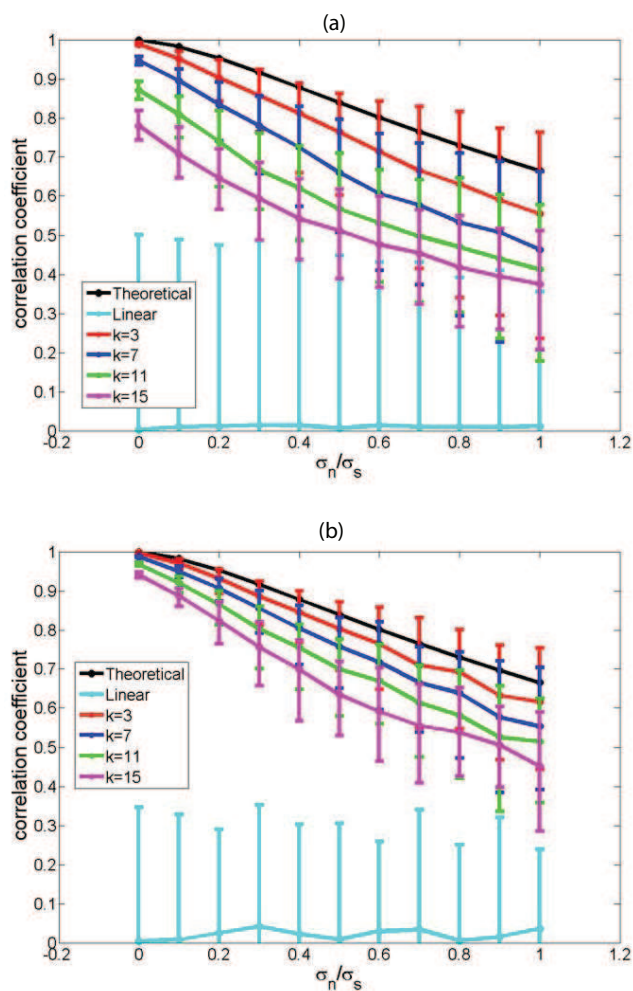 (a)
1
0.9
0.8
0.7
0.6
0.5
0.4
0.3
0.2
0.1
0
correlation coefficient
Theoretical
Linear
k=3
k=7
k=11
k=15
-0.2 0 0.2 0.4 0.6 0.8 1 1.2
σn/σs
(b)
1
0.9
0.8
0.7
0.6
0.5
0.4
0.3
0.2
0.1
0
correlation coefficient
Theoretical
Linear
k=3
k=7
k=11
k=15
-0.2 0 0.2 0.4 0.6 0.8 1 1.2
σn/σs